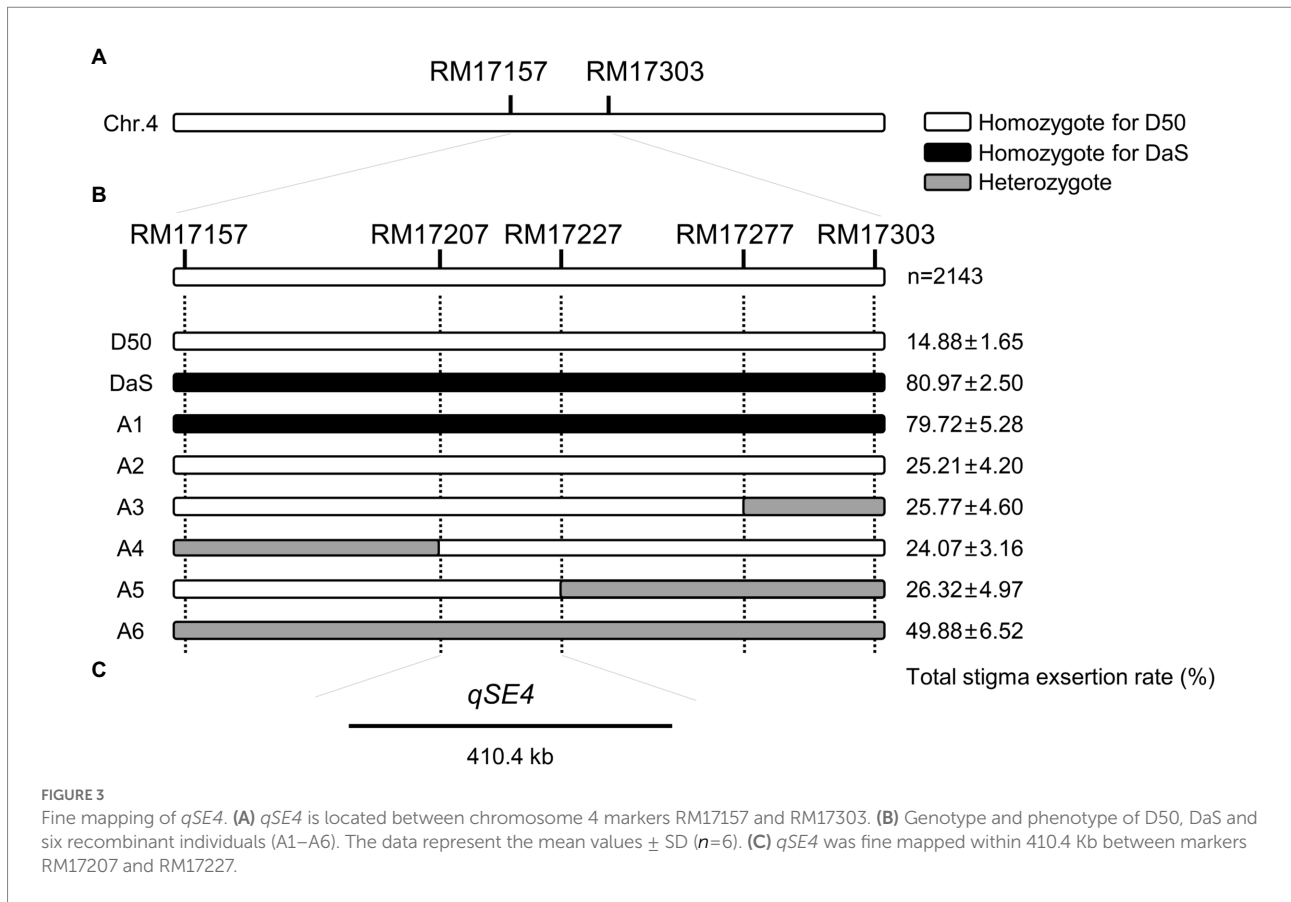 A
RM17157 RM17303
Chr.4
Homozygote for D50
Homozygote for DaS
Heterozygote
B
RM17157 RM17207 RM17227 RM17277 RM17303
n=2143
D50 14.88±1.65
DaS 80.97±2.50
A1 79.72±5.28
A2 25.21±4.20
A3 25.77±4.60
A4 24.07±3.16
A5 26.32±4.97
A6 49.88±6.52
C
Total stigma exsertion rate (%)
qSE4
410.4 kb
FIGURE 3
Fine mapping of qSE4. (A) qSE4 is located between chromosome 4 markers RM17157 and RM17303. (B) Genotype and phenotype of D50, DaS and
six recombinant individuals (A1–A6). The data represent the mean values ± SD (n=6). (C) qSE4 was fine mapped within 410.4 Kb between markers
RM17207 and RM17227.